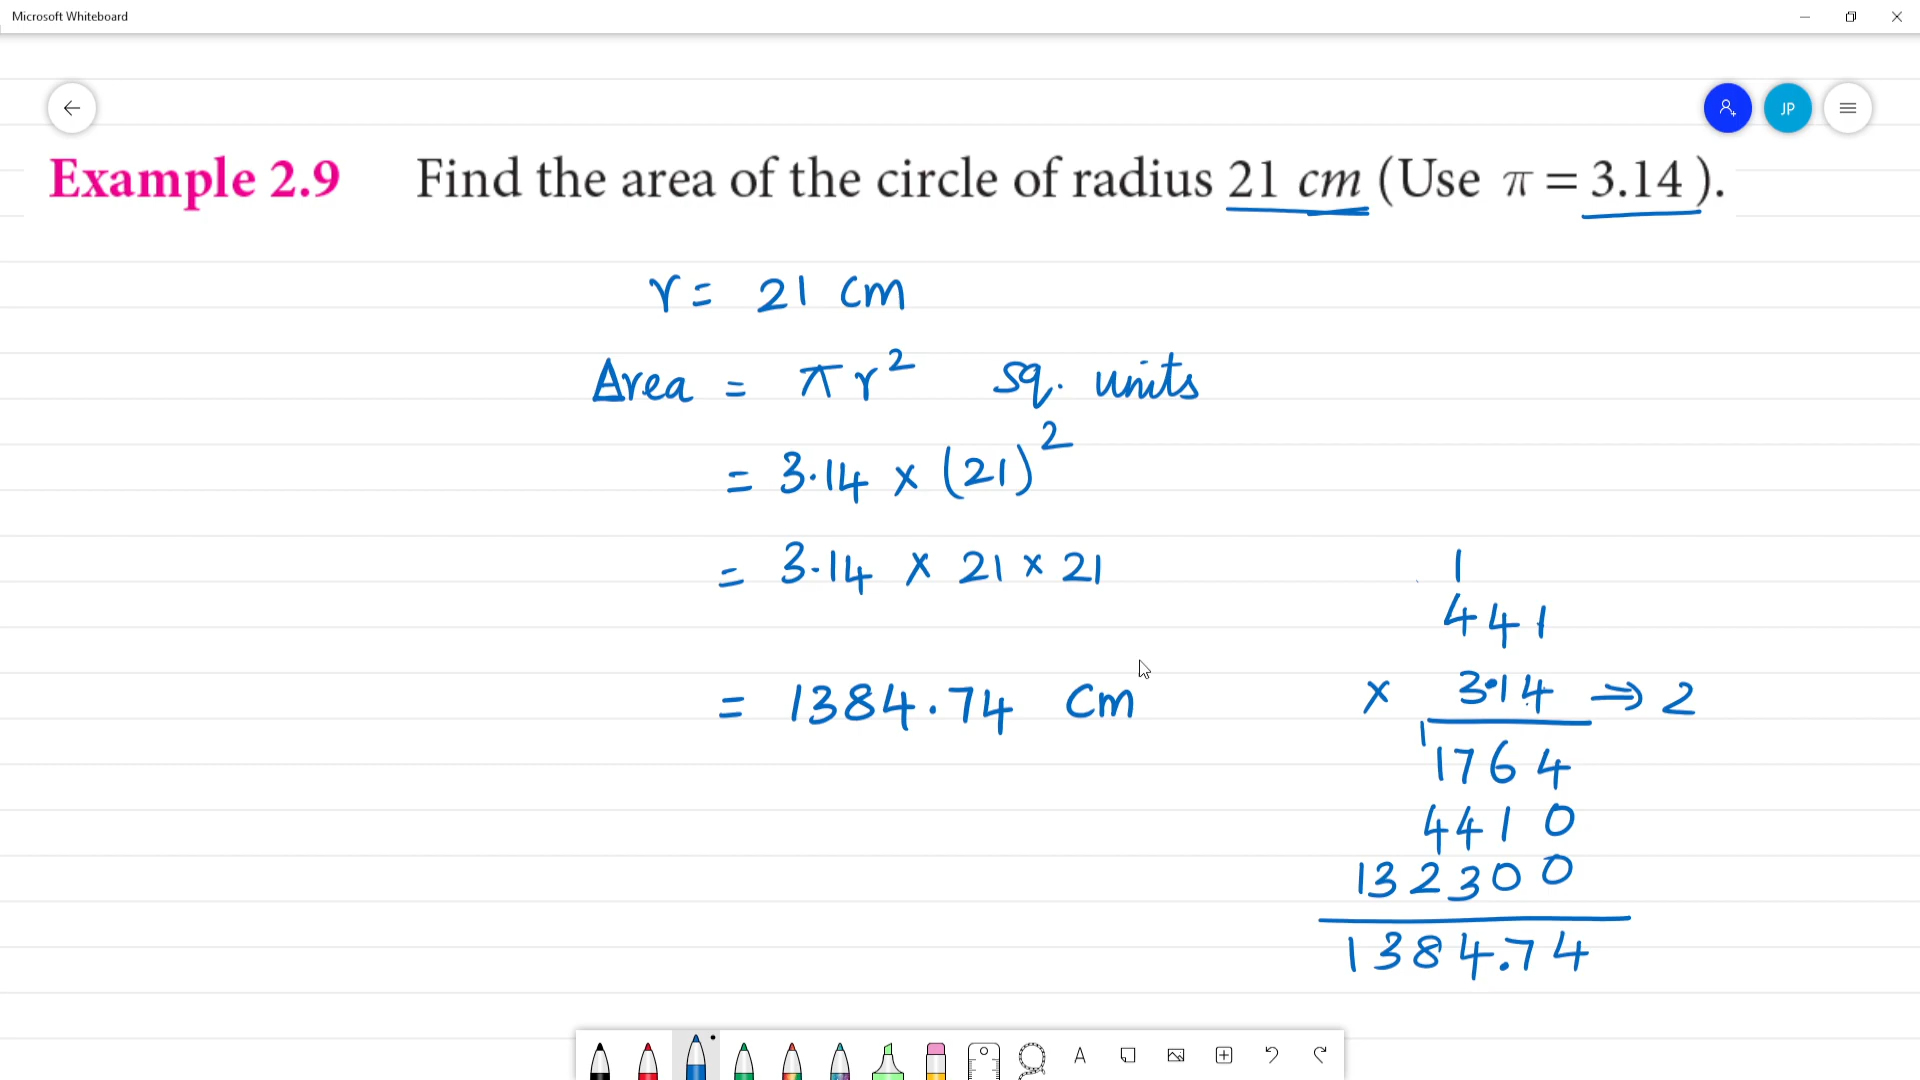 Microsoft Whiteboard
JP
Example 2.9 Find the area of the circle of radius 21 cm (Use π = 3.14 ).
r = 21 cm
Area = πr² sq. units
= 3.14 × (21)²
= 3.14 × 21 × 21
= 1384.74 cm
1
441
× 3.14 ⇒ 2
1
1764
4410
132300
1384.74
A